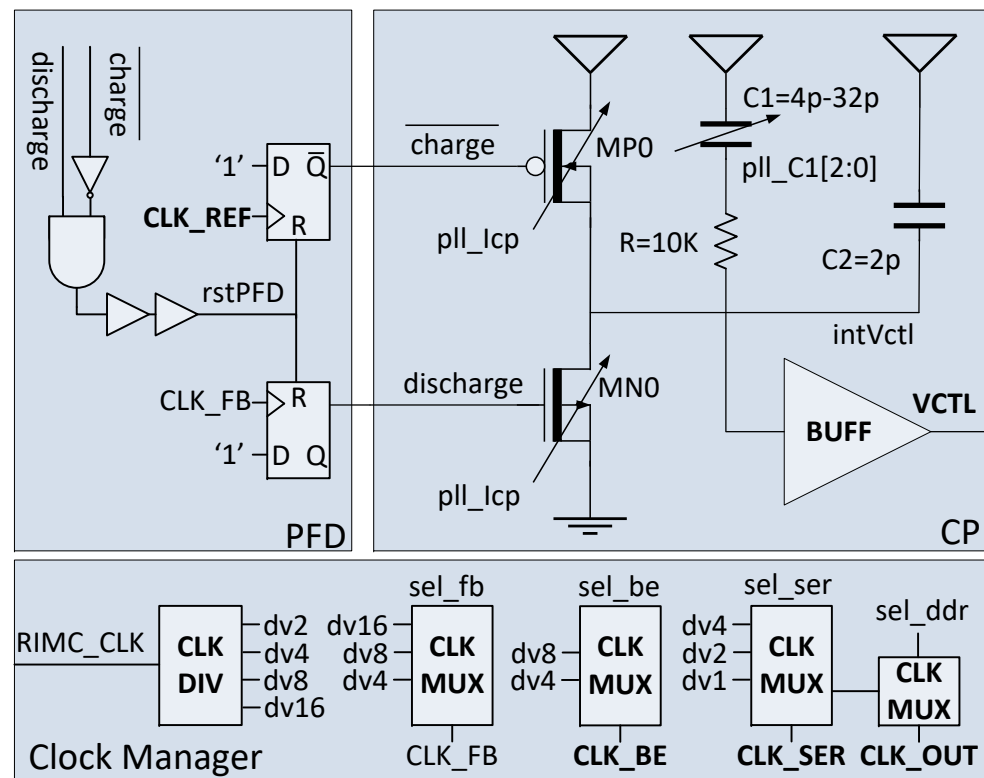 discharge
charge
'1'
D
Q
CLK_REF
R
rstPFD
CLK_FB
R
'1'
D
Q
PFD
charge
MP0
pll_Icp
discharge
MN0
pll_Icp
C1=4p-32p
pll_C1[2:0]
R=10K
C2=2p
intVctl
BUFF
VCTL
CP
RIMC_CLK
CLK
DIV
dv2
dv4
dv8
dv16
sel_fb
dv16
dv8
dv4
CLK
MUX
CLK_FB
sel_be
dv8
dv4
CLK
MUX
CLK_BE
sel_ser
dv4
dv2
dv1
CLK
MUX
CLK_SER
sel_ddr
CLK
MUX
CLK_OUT
Clock Manager